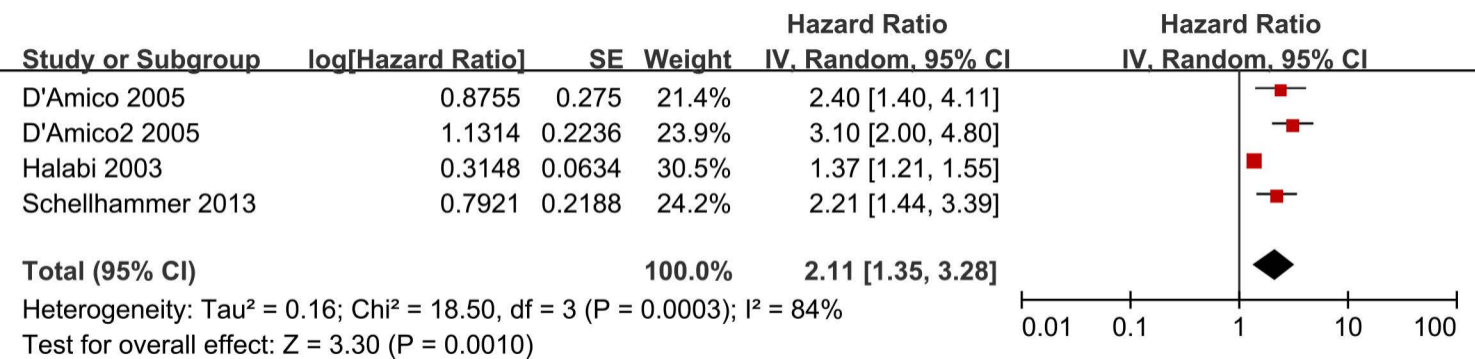 Hazard Ratio Hazard Ratio
Study or Subgroup log[Hazard Ratio] SE Weight IV, Random, 95% CI IV, Random, 95% CI
D'Amico 2005 0.8755 0.275 21.4% 2.40 [1.40, 4.11]
D'Amico2 2005 1.1314 0.2236 23.9% 3.10 [2.00, 4.80]
Halabi 2003 0.3148 0.0634 30.5% 1.37 [1.21, 1.55]
Schellhammer 2013 0.7921 0.2188 24.2% 2.21 [1.44, 3.39]
Total (95% CI) 100.0% 2.11 [1.35, 3.28]
Heterogeneity: Tau² = 0.16; Chi² = 18.50, df = 3 (P = 0.0003); I² = 84%
Test for overall effect: Z = 3.30 (P = 0.0010)
0.01 0.1 1 10 100